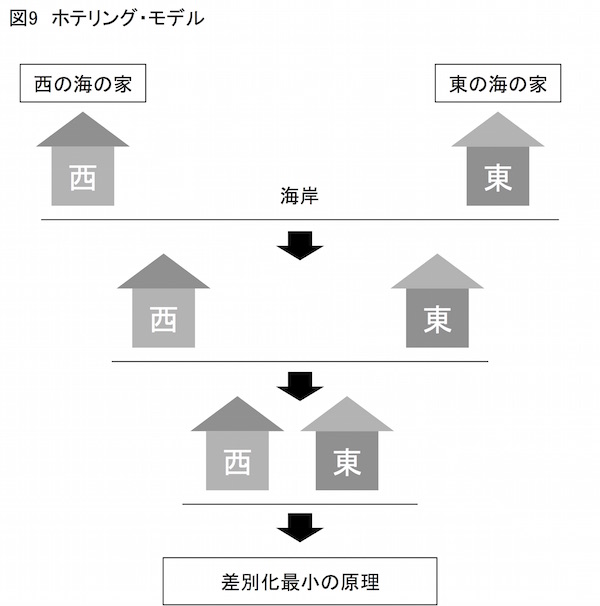 図9 ホテリング・モデル
西の海の家
東の海の家
西
東
海岸
西
東
西
東
差別化最小の原理